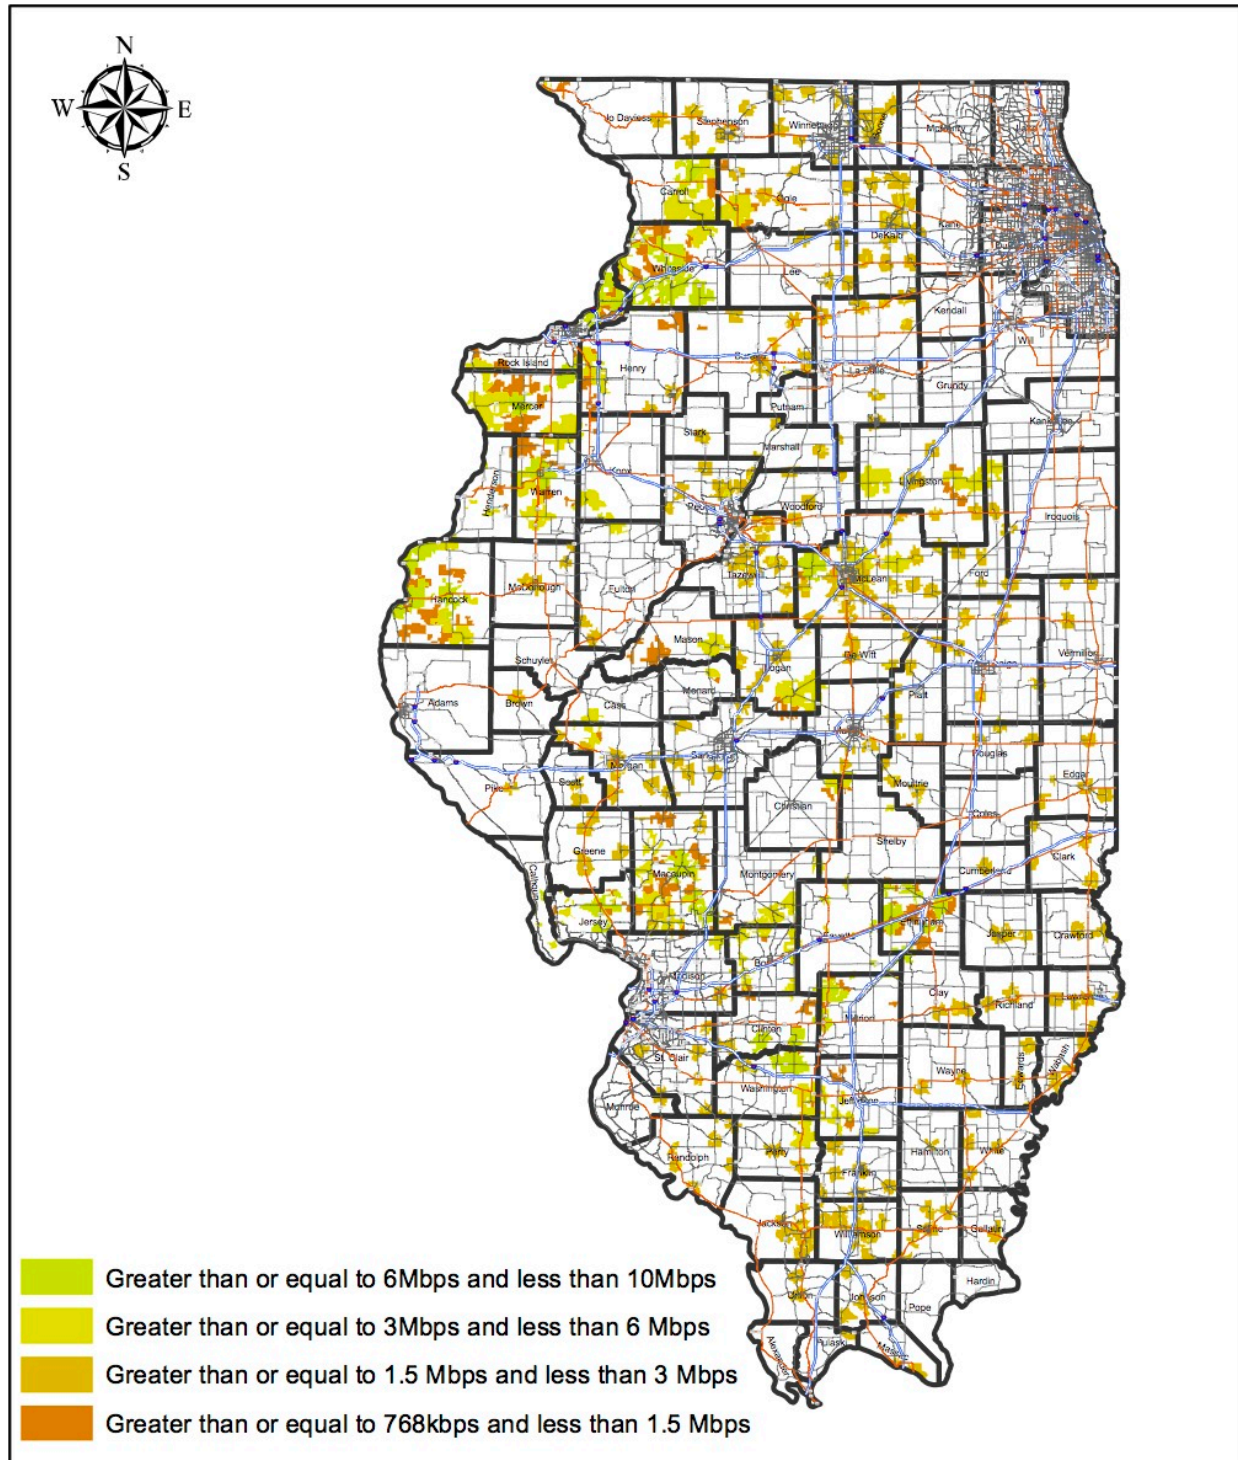 N
W E
S
Jo Daviess
Stephenson
Winnebago
Boone
McHenry
Lake
Carroll
Ogle
DeKalb
Kane
Whiteside
Lee
Kendall
Will
Rock Island
Henry
Bureau
La Salle
Grundy
Mercer
Putnam
Kankakee
Stark
Marshall
Henderson
Warren
Knox
Peoria
Woodford
Livingston
Iroquois
Hancock
McDonough
Fulton
Tazewell
McLean
Ford
Mason
Schuyler
Logan
De Witt
Vermilion
Adams
Brown
Cass
Menard
Piatt
Pike
Scott
Morgan
Douglas
Moultrie
Edgar
Christian
Coles
Greene
Macoupin
Montgomery
Shelby
Cumberland
Clark
Calhoun
Jersey
Effingham
Jasper
Crawford
Madison
Clay
Richland
Clinton
Marion
St. Clair
Washington
Wayne
Edwards
Wabash
Monroe
Randolph
Perry
Hamilton
White
Franklin
Jackson
Williamson
Saline
Gallatin
Union
Johnson
Pope
Hardin
Alexander
Pulaski
Greater than or equal to 6Mbps and less than 10Mbps
Greater than or equal to 3Mbps and less than 6 Mbps
Greater than or equal to 1.5 Mbps and less than 3 Mbps
Greater than or equal to 768kbps and less than 1.5 Mbps